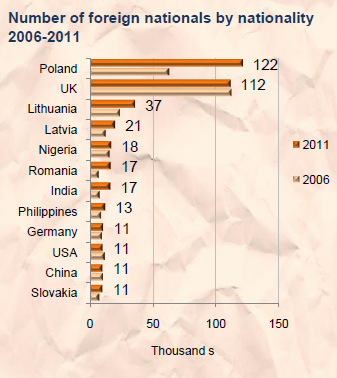 Number of foreign nationals by nationality
2006-2011
Poland 122
UK 112
Lithuania 37
Latvia 21
Nigeria 18
Romania 17
India 17
Philippines 13
Germany 11
USA 11
China 11
Slovakia 11
2011
2006
0 50 100 150
Thousand s